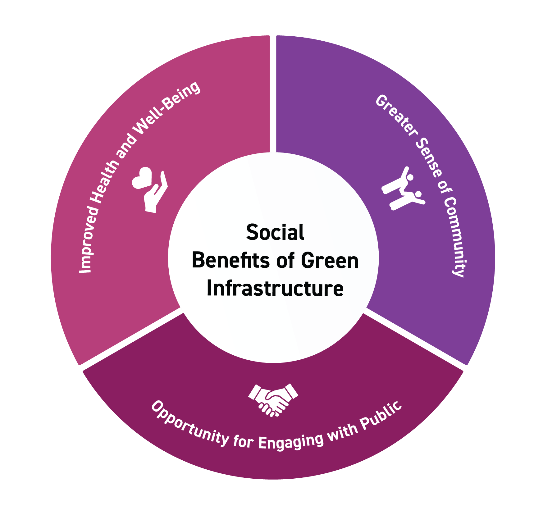 Improved Health and Well-Being
Greater Sense of Community
Social
Benefits of Green
Infrastructure
Opportunity for Engaging with Public